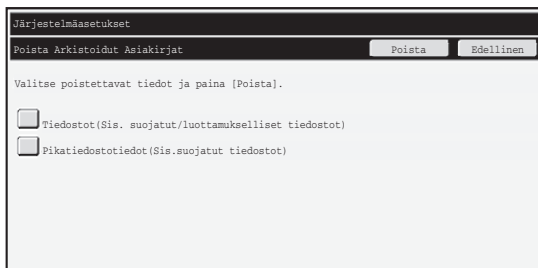 Järjestelmäasetukset
Poista Arkistoidut Asiakirjat Poista Edellinen
Valitse poistettavat tiedot ja paina [Poista].
Tiedostot(Sis. suojatut/luottamukselliset tiedostot)
Pikatiedostotiedot(Sis.suojatut tiedostot)